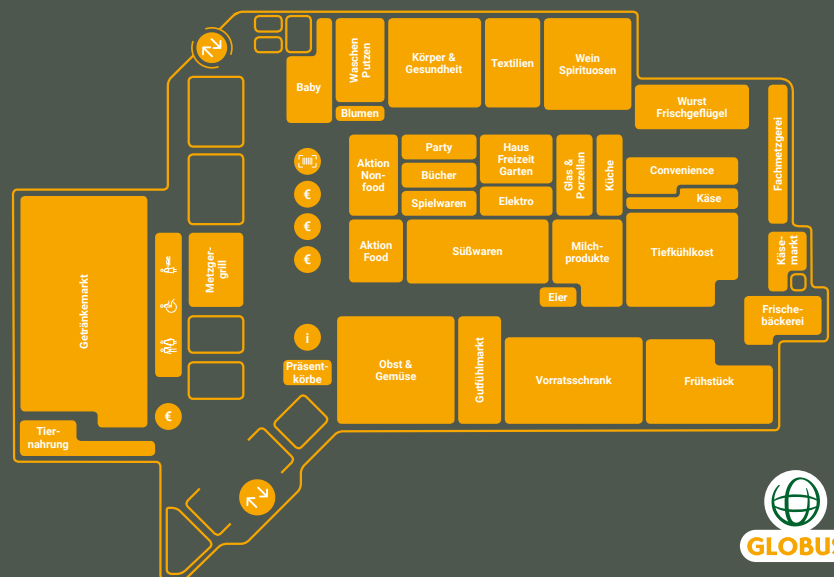 Waschen
Putzen
Körper &
Gesundheit
Textilien
Wein
Spirituosen
Baby
Blumen
Wurst
Frischgeflügel
Fachmetzgerei
Aktion
Non-
food
Party
Bücher
Spielwaren
Haus
Freizeit
Garten
Elektro
Glas &
Porzellan
Küche
Convenience
Käse
€
€
€
Aktion
Food
Süßwaren
Milch-
produkte
Eier
Tiefkühlkost
Käse-
markt
Frische-
bäckerei
Getränkemarkt
Metzger-
grill
i
Präsent-
körbe
Obst &
Gemüse
Gutfühlmarkt
Vorratsschrank
Frühstück
€
Tier-
nahrung
GLOBUS